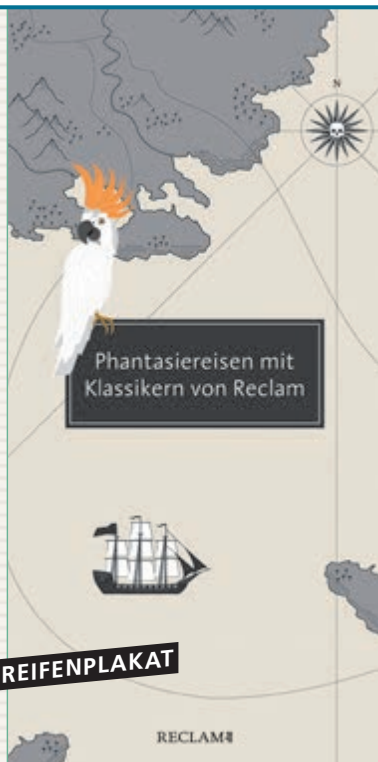 N
Phantasiereisen mit
Klassikern von Reclam
REIFENPLAKAT
RECLAM